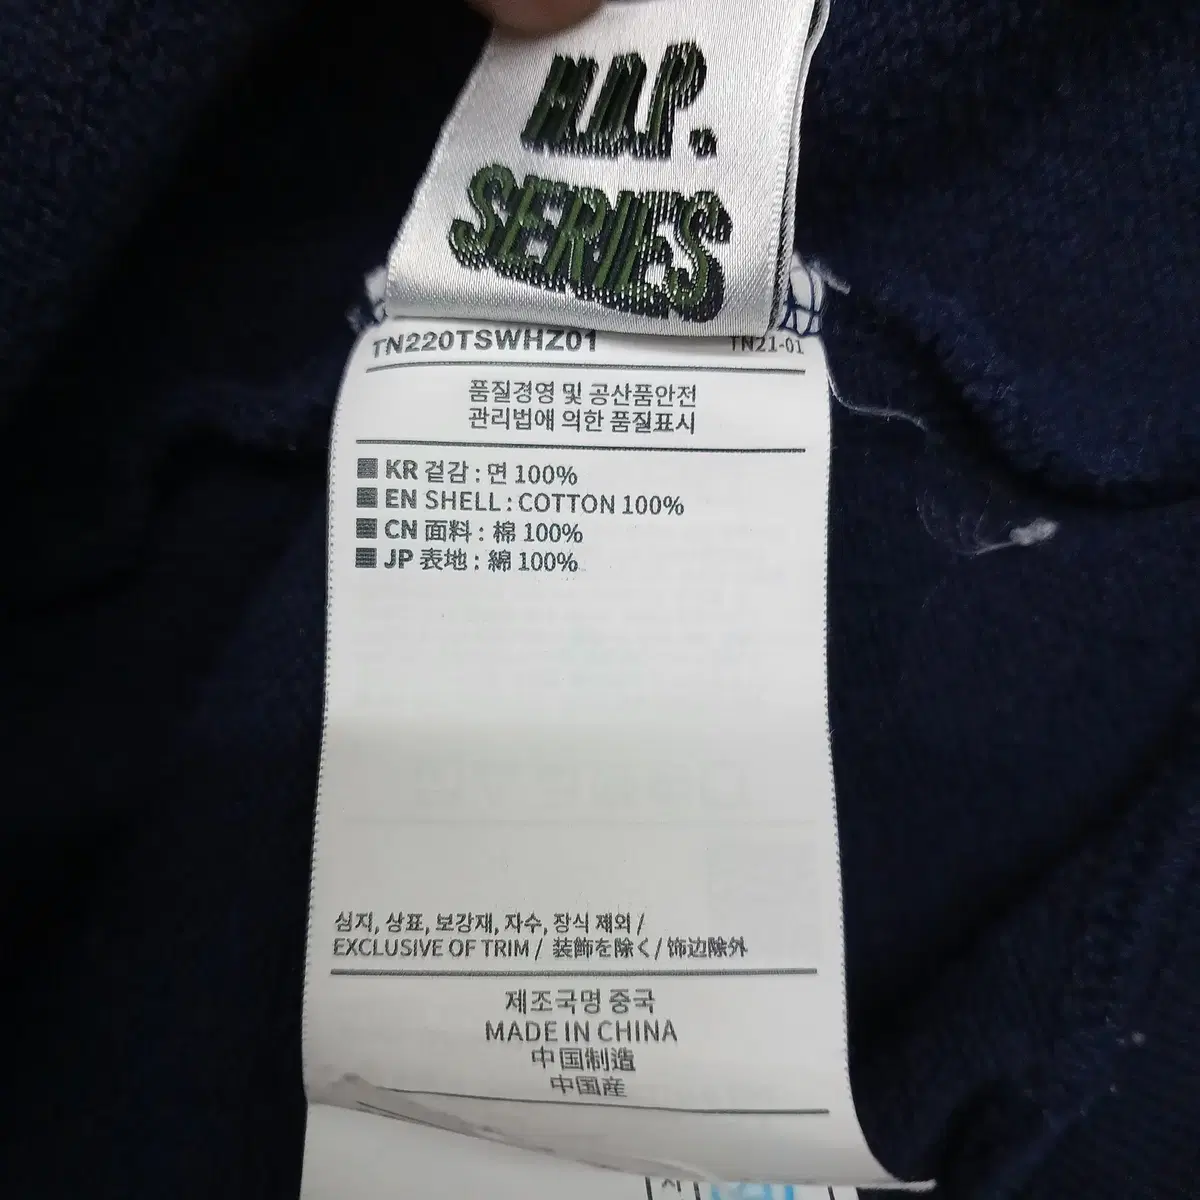 SERIES
TN220TSWHZ01 TN21-01
품질경영 및 공산품안전
관리법에 의한 품질표시
KR 겉감 : 면 100%
EN SHELL : COTTON 100%
CN 面料 : 棉 100%
JP 表地 : 綿 100%
심지, 상표, 보강재, 자수, 장식 제외 /
EXCLUSIVE OF TRIM / 装飾を除く/ 饰边除外
제조국명 중국
MADE IN CHINA
中国制造
中国産